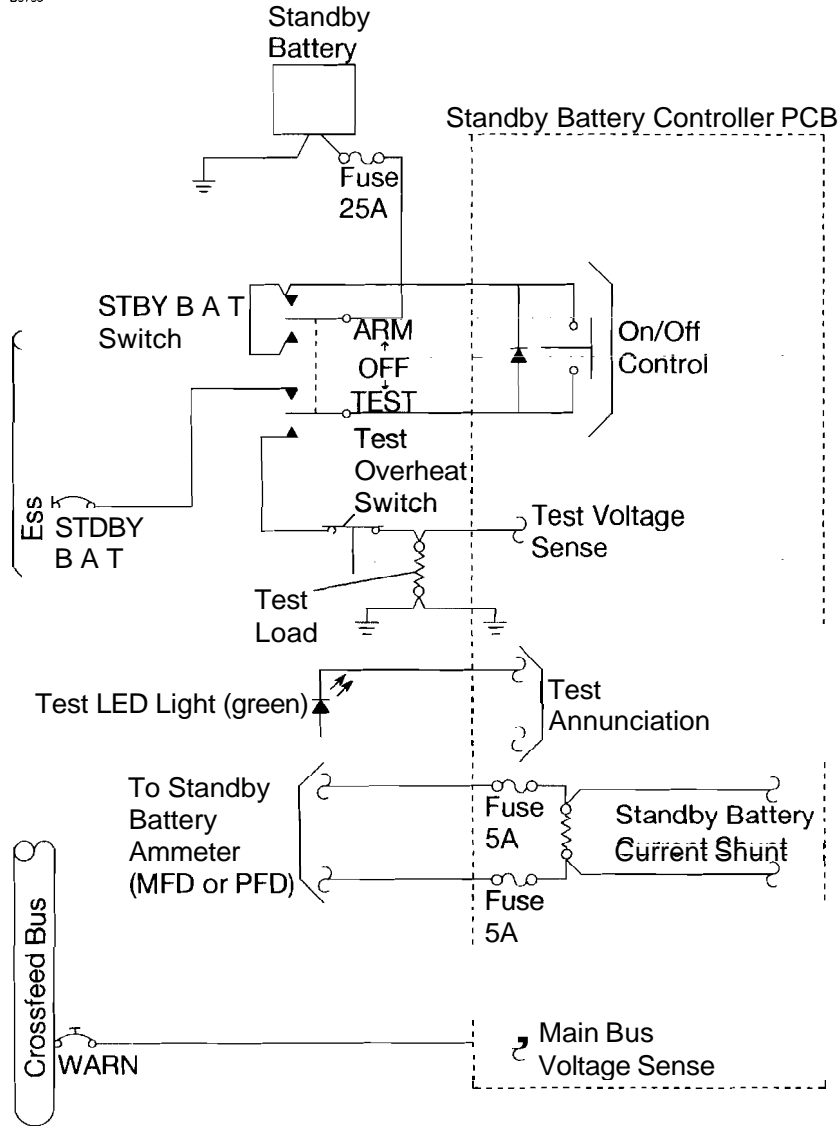 Standby
Battery
Standby Battery Controller PCB
Fuse
25A
STBY B A T
Switch
ARM
OFF
TEST
On/Off
Control
Test
Overheat
Switch
Ess
STDBY
B A T
Test Voltage
Sense
Test
Load
Test LED Light (green)
Test
Annunciation
To Standby
Battery
Ammeter
(MFD or PFD)
Fuse
5A
Standby Battery
Current Shunt
Fuse
5A
Crossfeed Bus
WARN
Main Bus
Voltage Sense